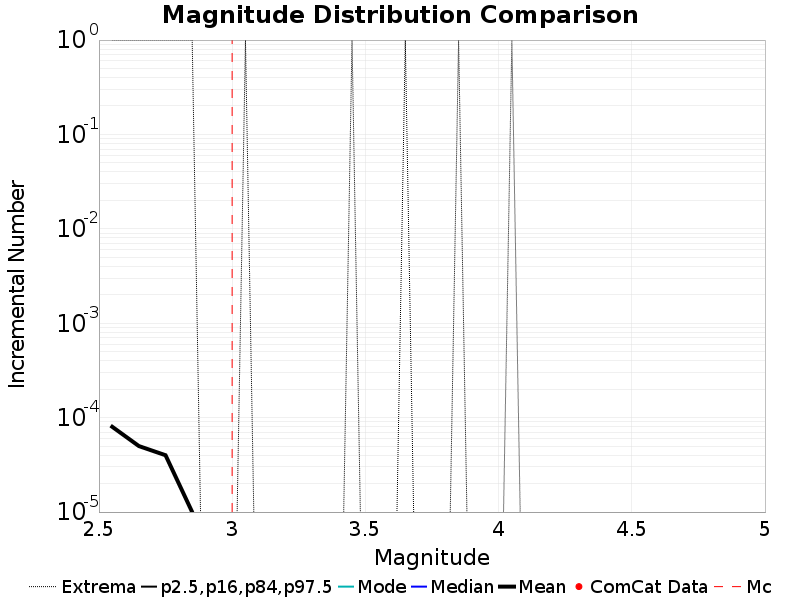 Magnitude Distribution Comparison
Incremental Number
10^0
10^-1
10^-2
10^-3
10^-4
10^-5
2.5 3 3.5 4 4.5 5
Magnitude
Extrema p2.5,p16,p84,p97.5 Mode Median Mean ComCat Data Mc